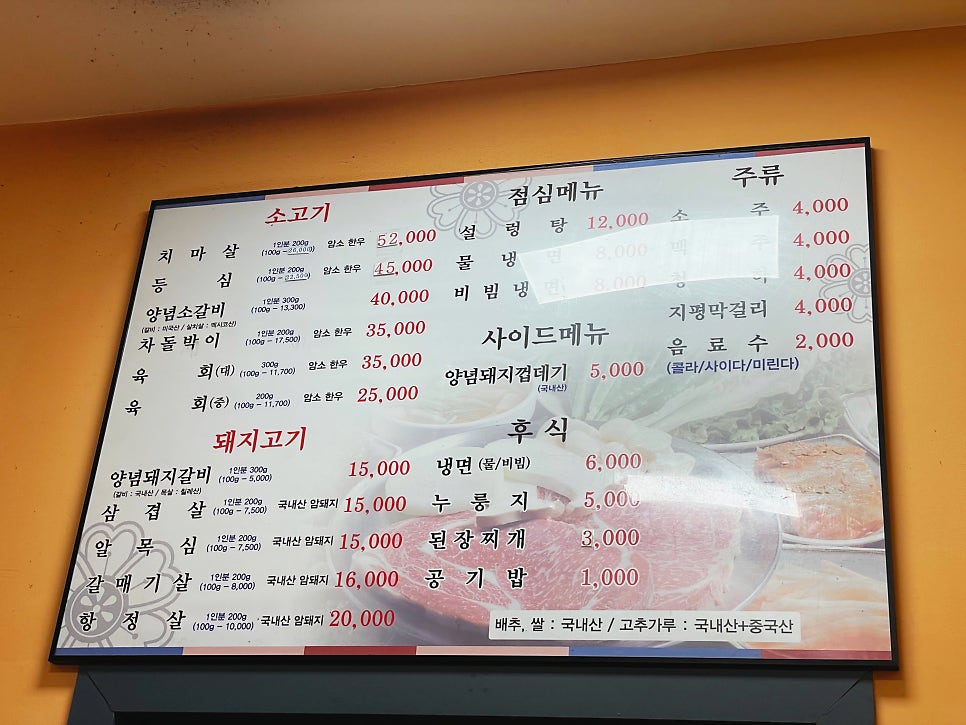 소고기
치마살 1인분 200g (100g - 26,000) 암소 한우 52,000
등심 1인분 200g (100g - 22,500) 암소 한우 45,000
양념소갈비 1인분 300g (100g - 13,300) 40,000
(갈비 : 미국산 / 살치살 : 멕시코산)
차돌박이 1인분 200g (100g - 17,500) 암소 한우 35,000
육회(대) 300g (100g - 11,700) 암소 한우 35,000
육회(중) 200g (100g - 11,700) 암소 한우 25,000
돼지고기
양념돼지갈비 1인분 300g (100g - 5,000) 15,000
(갈비 : 국내산 / 목살 : 칠레산)
삼겹살 1인분 200g (100g - 7,500) 국내산 암돼지 15,000
알목심 1인분 200g (100g - 7,500) 국내산 암돼지 15,000
갈매기살 1인분 200g (100g - 8,000) 국내산 암돼지 16,000
항정살 1인분 200g (100g - 10,000) 국내산 암돼지 20,000
점심메뉴
설렁탕 12,000
물냉면 8,000
비빔냉면 8,000
사이드메뉴
양념돼지껍데기 5,000
(국내산)
후식
냉면 (물/비빔) 6,000
누룽지 5,000
된장찌개 3,000
공기밥 1,000
주류
소주 4,000
맥주 4,000
청하 4,000
지평막걸리 4,000
음료수 2,000
(콜라/사이다/미린다)
배추, 쌀 : 국내산 / 고추가루 : 국내산+중국산